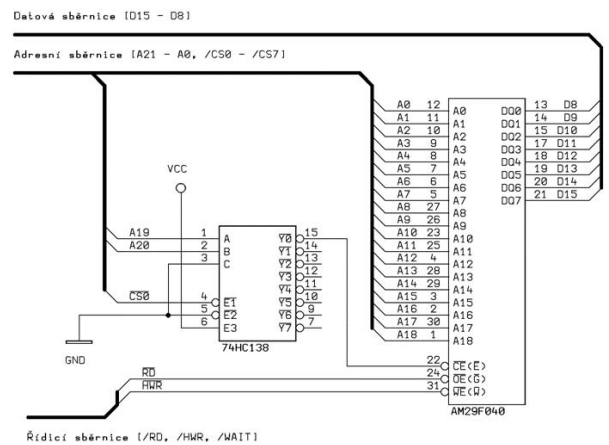 Datová sběrnice [D15 - D8]
Adresní sběrnice [A21 - A0, /CS0 - /CS7]
A0 12 A0 DQ0 13 D8
A1 11 A1 DQ1 14 D9
A2 10 A2 DQ2 15 D10
A3 9 A3 DQ3 17 D11
A4 8 A4 DQ4 18 D12
A5 7 A5 DQ5 19 D13
A6 6 A6 DQ6 20 D14
A7 5 A7 DQ7 21 D15
A8 27 A8
A9 26 A9
A10 23 A10
A11 25 A11
A12 4 A12
A13 28 A13
A14 29 A14
A15 3 A15
A16 2 A16
A17 30 A17
A18 1 A18
VCC
A19 1 A Y0 15
A20 2 B Y1 14
3 C Y2 13
Y3 12
Y4 11
CS0 4 E1 Y5 10
5 E2 Y6 9
6 E3 Y7 7
74HC138
GND
22 CE(E)
RD 24 OE(G)
HWR 31 WE(W)
AM29F040
Řídicí sběrnice [/RD, /HWR, /WAIT]